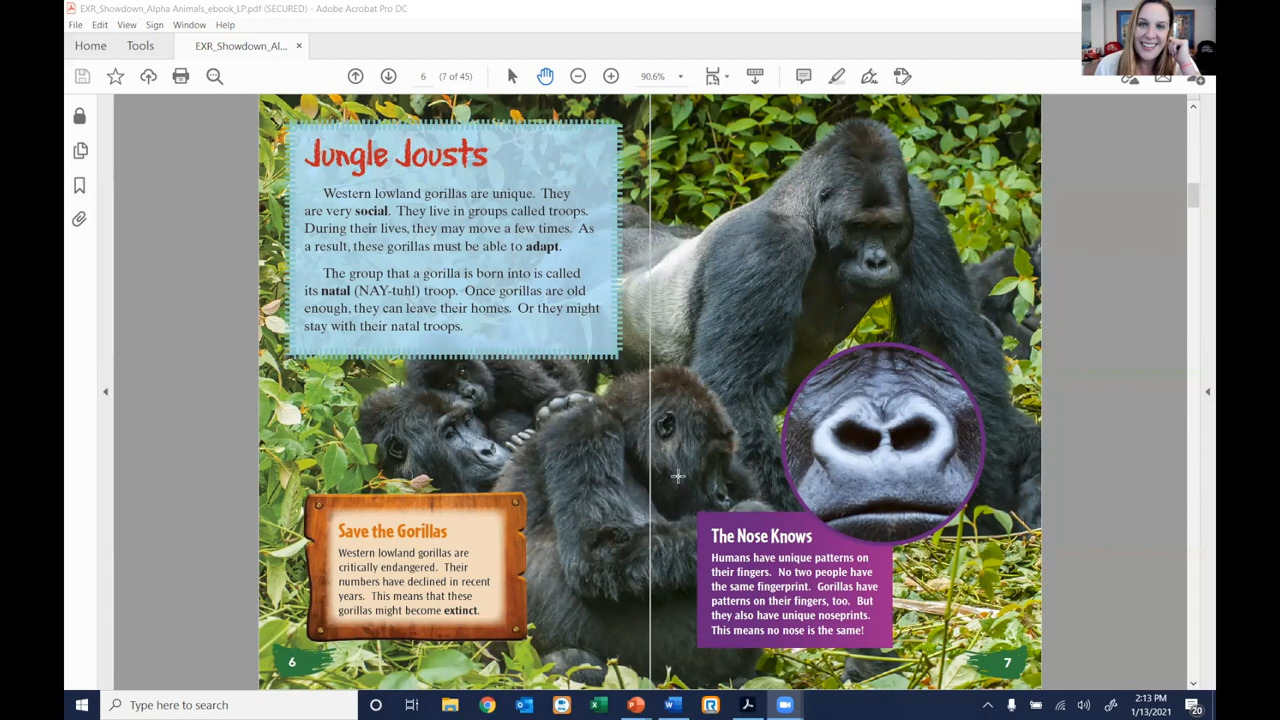 EXR_Showdown_Alpha Animals_ebook_LP.pdf (SECURED) - Adobe Acrobat Pro DC
File Edit View Sign Window Help
Home Tools EXR_Showdown_Al... ×
6 (7 of 45) 90.6%
Jungle Jousts
Western lowland gorillas are unique. They
are very social. They live in groups called troops.
During their lives, they may move a few times. As
a result, these gorillas must be able to adapt.
The group that a gorilla is born into is called
its natal (NAY-tuhl) troop. Once gorillas are old
enough, they can leave their homes. Or they might
stay with their natal troops.
Save the Gorillas
Western lowland gorillas are
critically endangered. Their
numbers have declined in recent
years. This means that these
gorillas might become extinct.
6
The Nose Knows
Humans have unique patterns on
their fingers. No two people have
the same fingerprint. Gorillas have
patterns on their fingers, too. But
they also have unique noseprints.
This means no nose is the same!
7
Type here to search
2:13 PM
1/13/2021
20